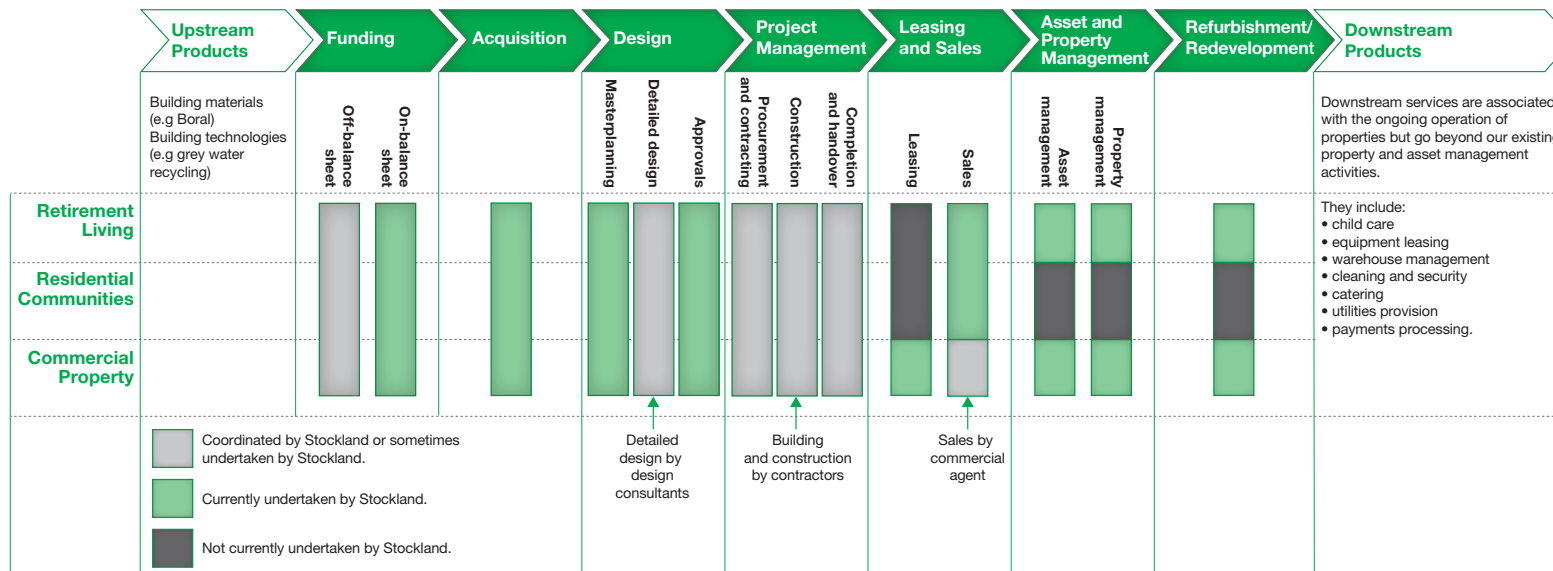 Upstream
Products
Funding
Acquisition
Design
Project
Management
Leasing
and Sales
Asset and
Property
Management
Refurbishment/
Redevelopment
Downstream
Products
Building materials
(e.g Boral)
Building technologies
(e.g grey water
recycling)
Off-balance
sheet
On-balance
sheet
Masterplanning
Detailed design
Approvals
Procurement
and contracting
Construction
Completion
and handover
Leasing
Sales
Asset
management
Property
management
Downstream services are associated
with the ongoing operation of
properties but go beyond our existing
property and asset management
activities.
They include:
• child care
• equipment leasing
• warehouse management
• cleaning and security
• catering
• utilities provision
• payments processing.
Retirement
Living
Residential
Communities
Commercial
Property
Coordinated by Stockland or sometimes
undertaken by Stockland.
Currently undertaken by Stockland.
Not currently undertaken by Stockland.
Detailed
design by
design
consultants
Building
and construction
by contractors
Sales by
commercial
agent